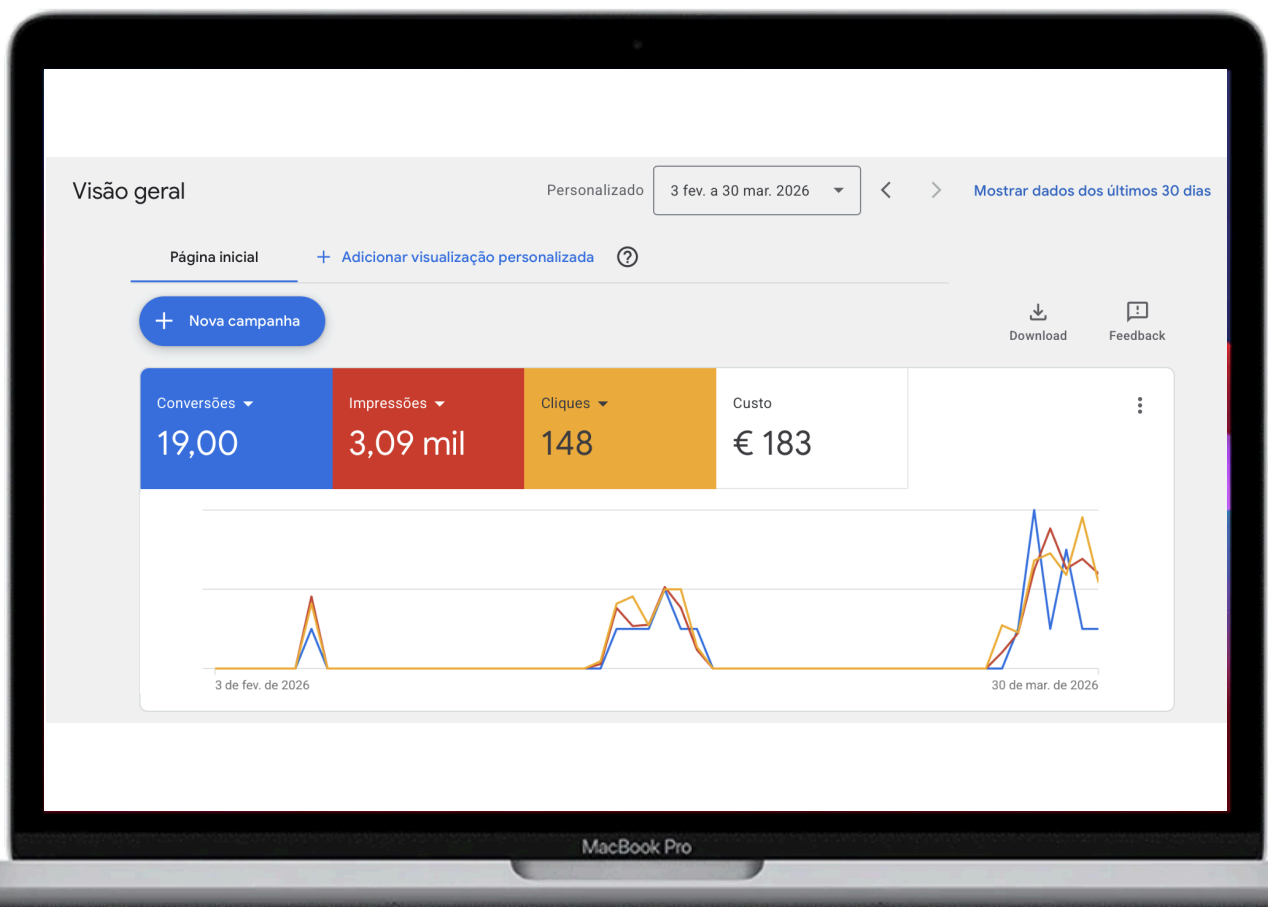 Visão geral
Personalizado
3 fev. a 30 mar. 2026
Mostrar dados dos últimos 30 dias
Página inicial
+ Adicionar visualização personalizada
+ Nova campanha
Download
Feedback
Conversões
Impressões
Cliques
Custo
19,00
3,09 mil
148
€ 183
3 de fev. de 2026
30 de mar. de 2026
MacBook Pro